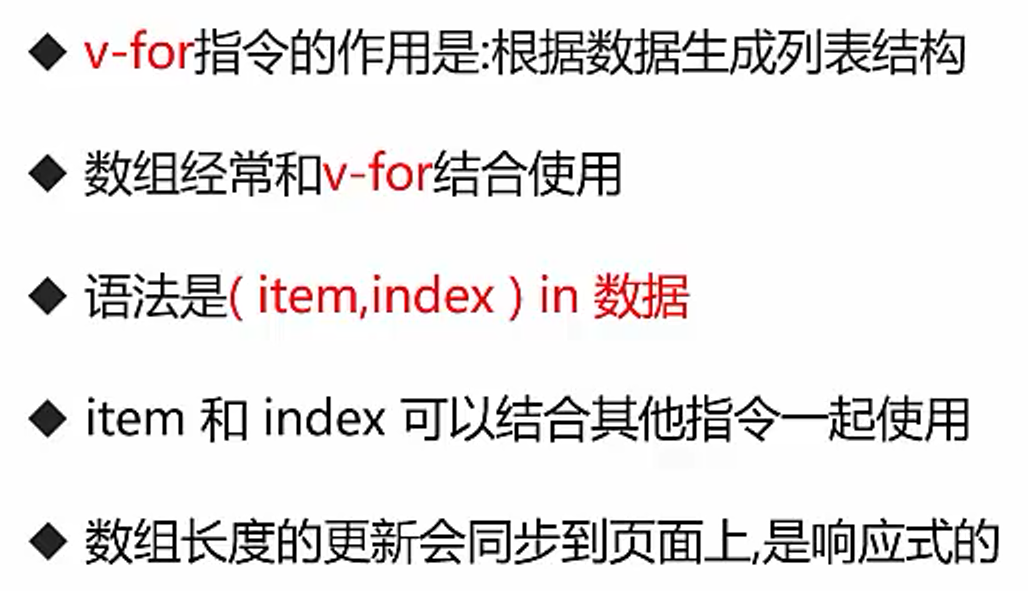 ◆ v-for指令的作用是:根据数据生成列表结构
◆ 数组经常和v-for结合使用
◆ 语法是( item,index ) in 数据
◆ item 和 index 可以结合其他指令一起使用
◆ 数组长度的更新会同步到页面上,是响应式的